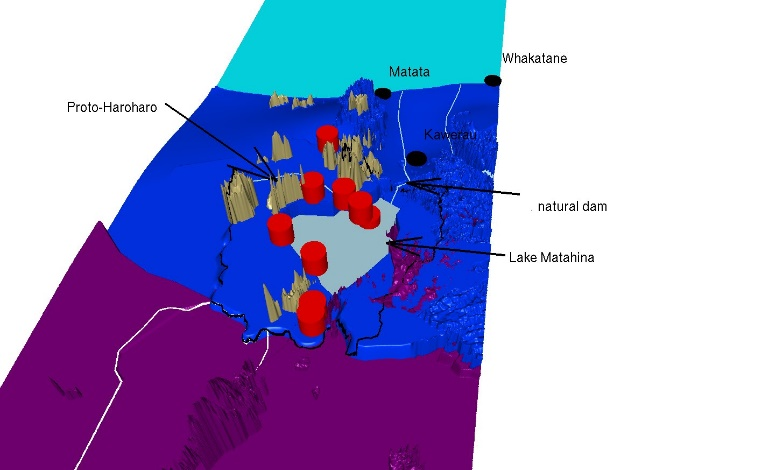 Whakatane
Matata
Proto-Haroharo
Kawerau
natural dam
Lake Matahina